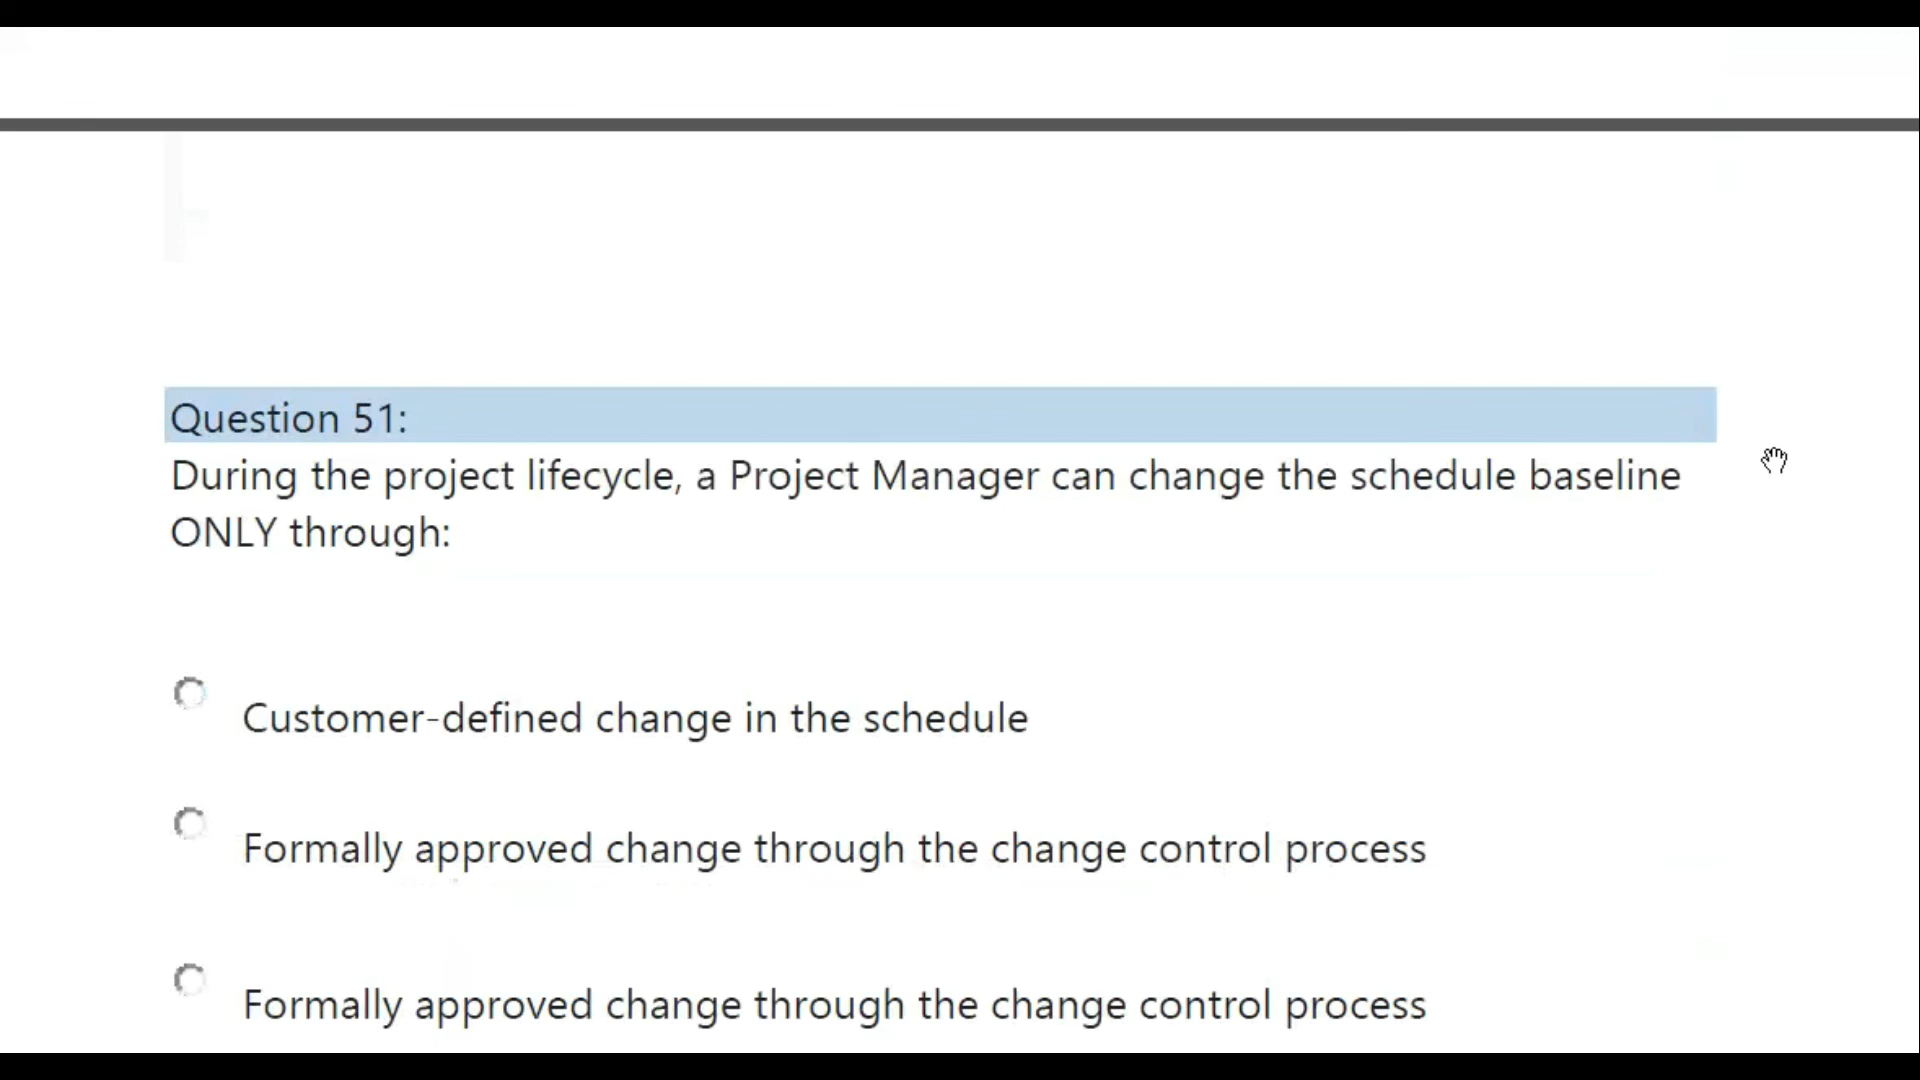 Question 51:
During the project lifecycle, a Project Manager can change the schedule baseline
ONLY through:
Customer-defined change in the schedule
Formally approved change through the change control process
Formally approved change through the change control process